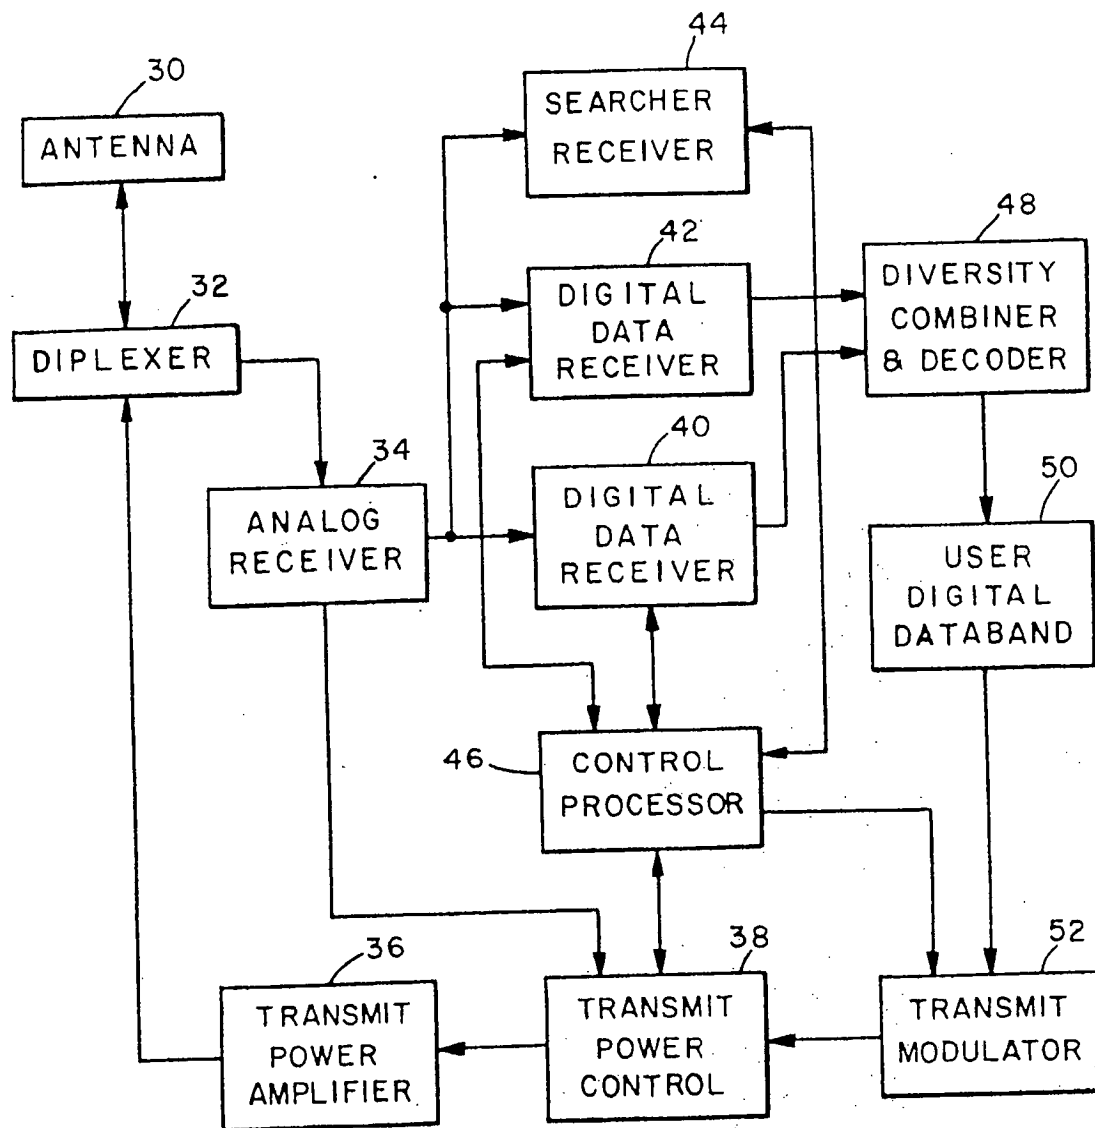 44
30
SEARCHER
RECEIVER
ANTENNA
48
42
DIVERSITY
COMBINER
& DECODER
32
DIGITAL
DATA
RECEIVER
DIPLEXER
40
34
50
DIGITAL
DATA
RECEIVER
ANALOG
RECEIVER
USER
DIGITAL
DATABAND
46
CONTROL
PROCESSOR
36
38
52
TRANSMIT
POWER
AMPLIFIER
TRANSMIT
POWER
CONTROL
TRANSMIT
MODULATOR